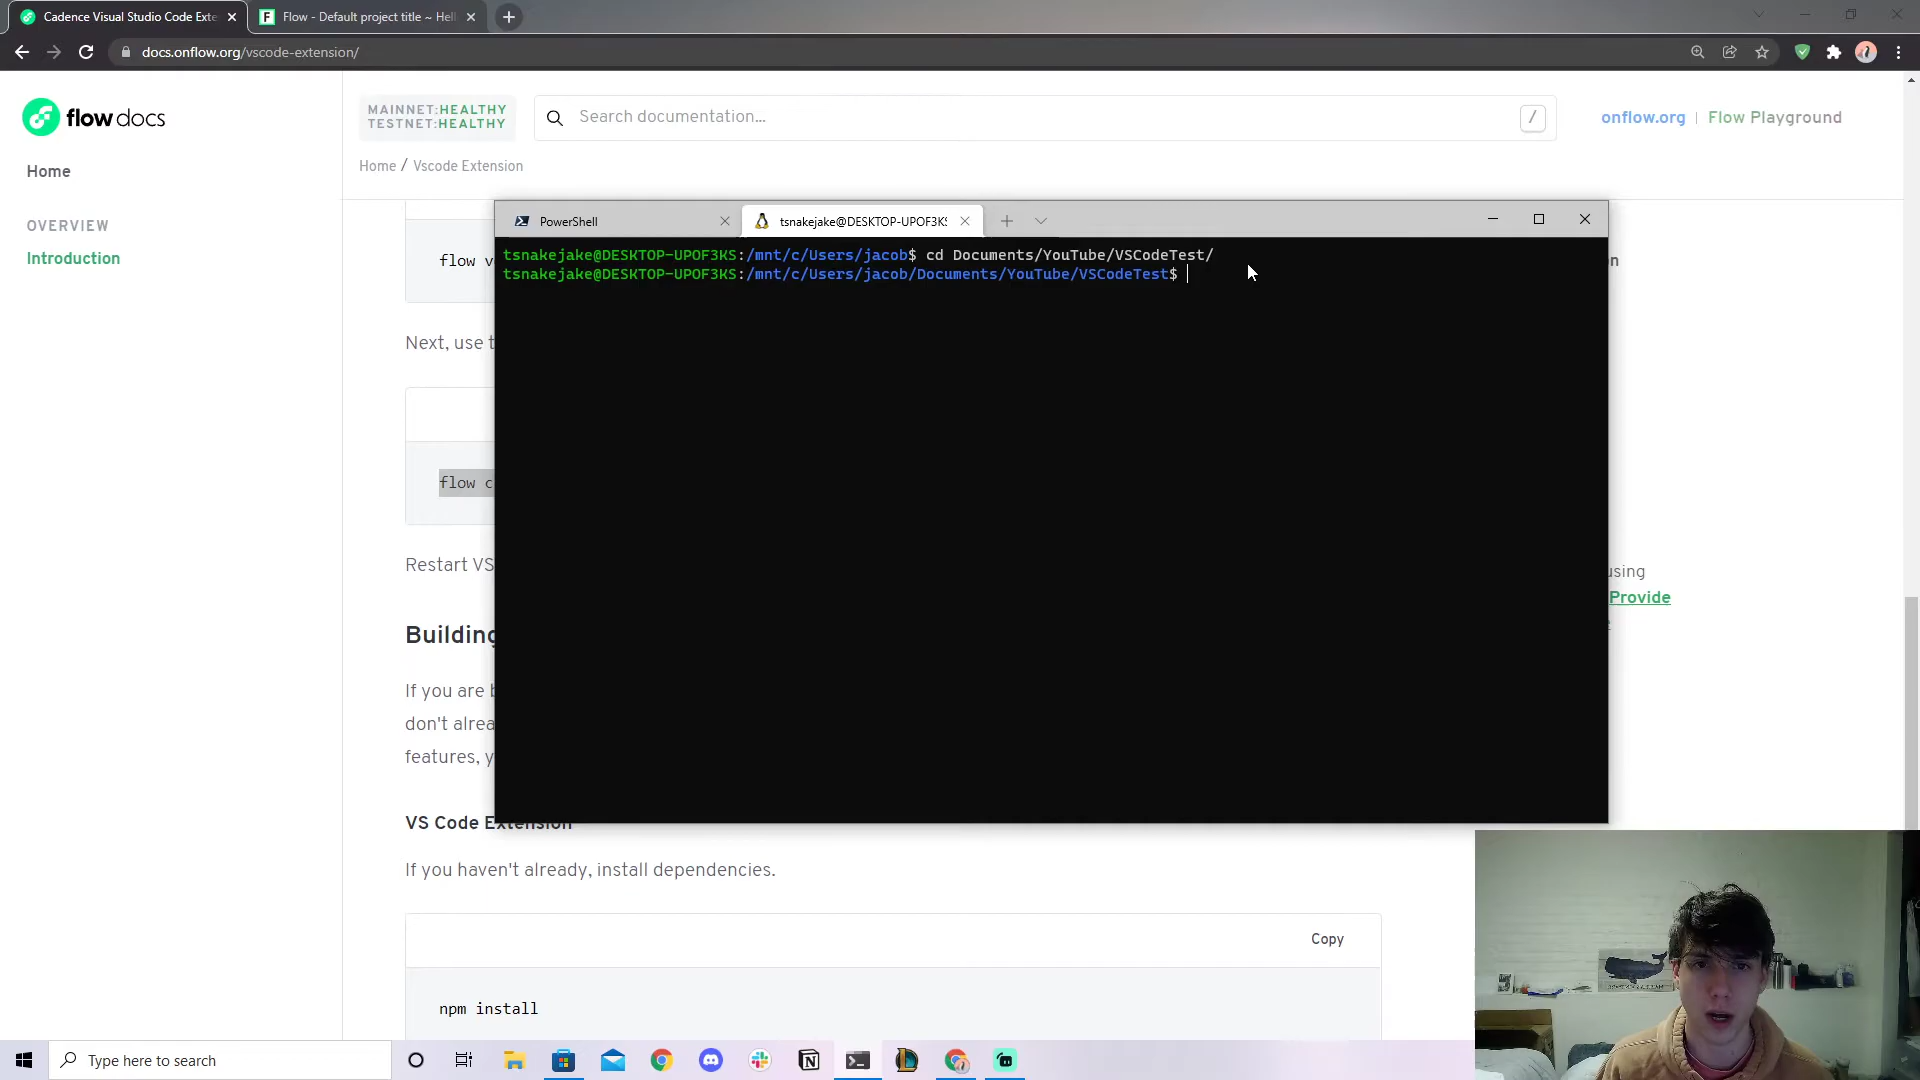 Cadence Visual Studio Code Exte
Flow - Default project title ~ Hell
docs.onflow.org/vscode-extension/
flow docs
MAINNET:HEALTHY
TESTNET:HEALTHY
Search documentation...
/
onflow.org | Flow Playground
Home / Vscode Extension
Home
OVERVIEW
Introduction
PowerShell
tsnakejake@DESKTOP-UPOF3KS
tsnakejake@DESKTOP-UPOF3KS:/mnt/c/Users/jacob$ cd Documents/YouTube/VSCodeTest/
tsnakejake@DESKTOP-UPOF3KS:/mnt/c/Users/jacob/Documents/YouTube/VSCodeTest$
flow v
Next, use t
flow c
Restart VS
using
Provide
Building
If you are b
don't alrea
features, y
VS Code Extension
If you haven't already, install dependencies.
Copy
npm install
Type here to search